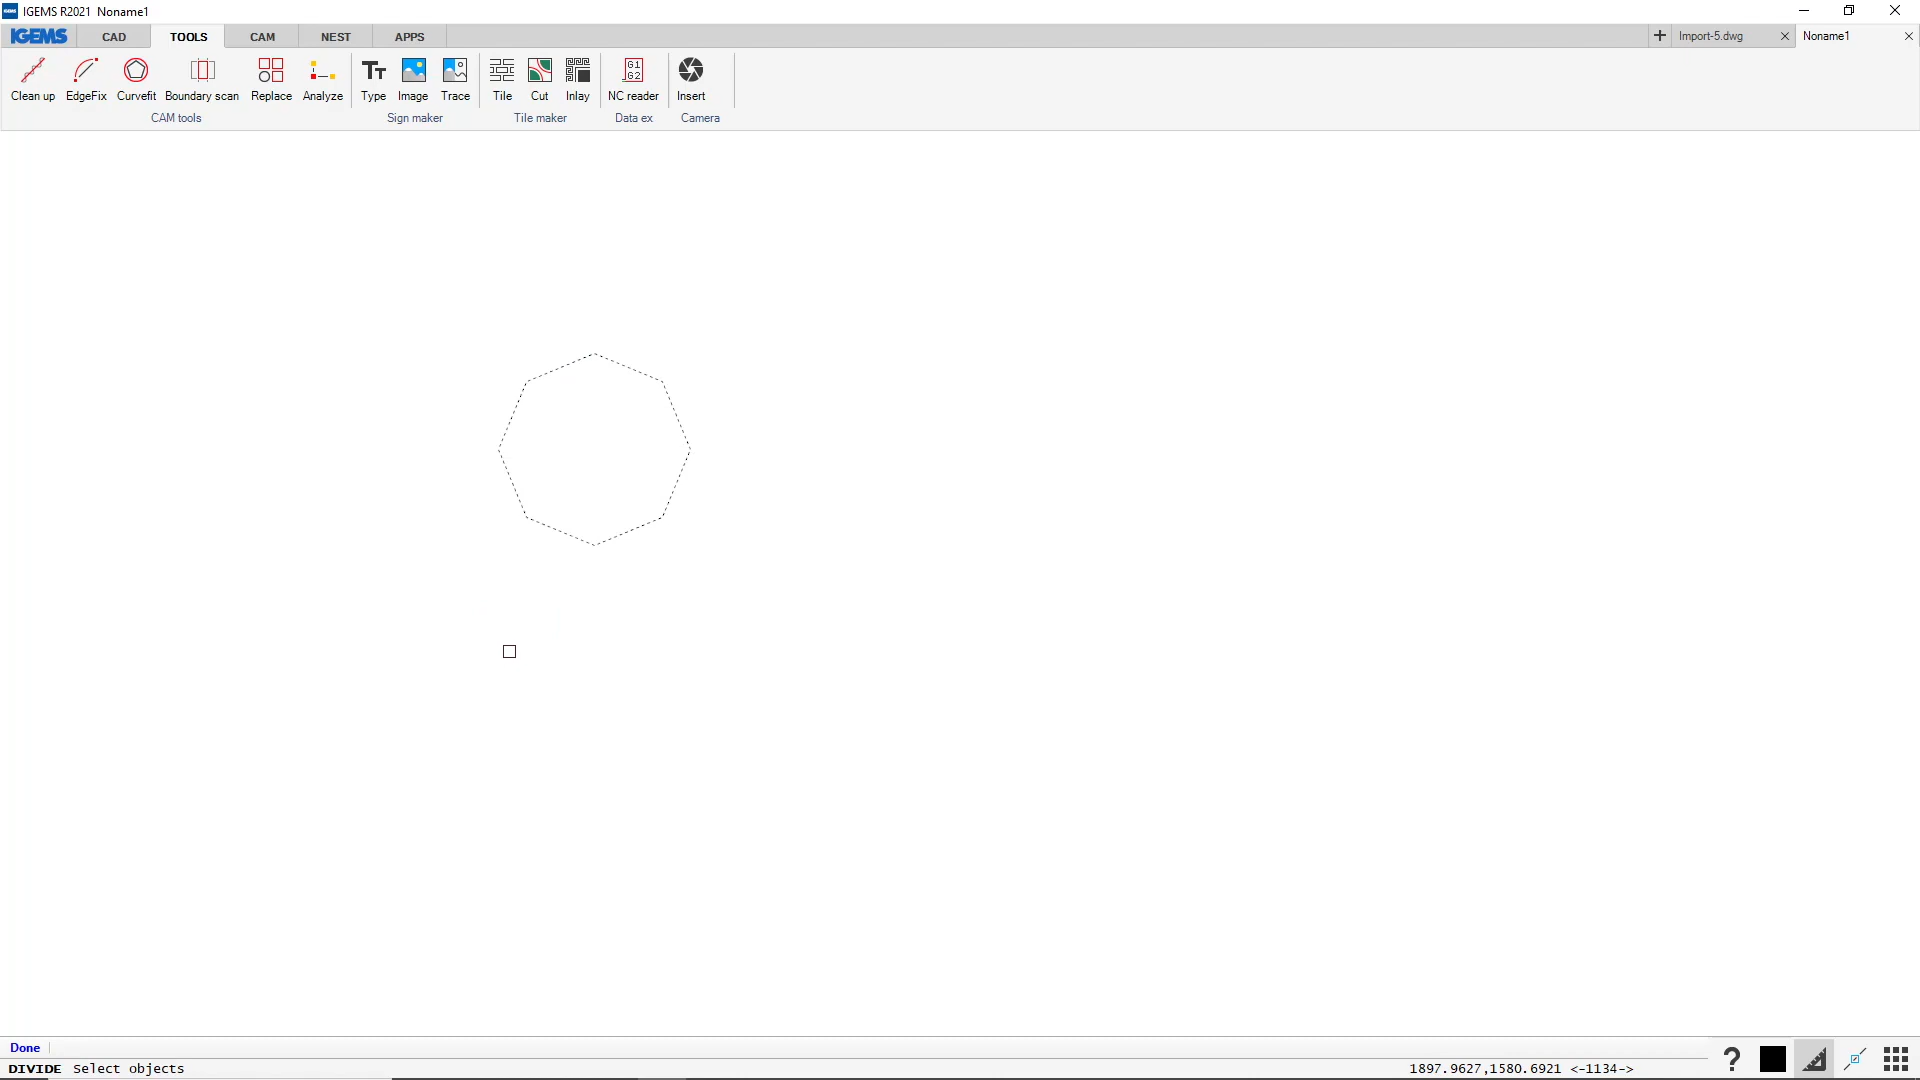 IGEMS R2021 Noname1
IGEMS CAD TOOLS CAM NEST APPS Import-5.dwg Noname1
G1
G2
Clean up EdgeFix Curvefit Boundary scan Replace Analyze Type Image Trace Tile Cut Inlay NC reader Insert
CAM tools Sign maker Tile maker Data ex Camera
Done
DIVIDE Select objects 1897.9627,1580.6921 <-1134->